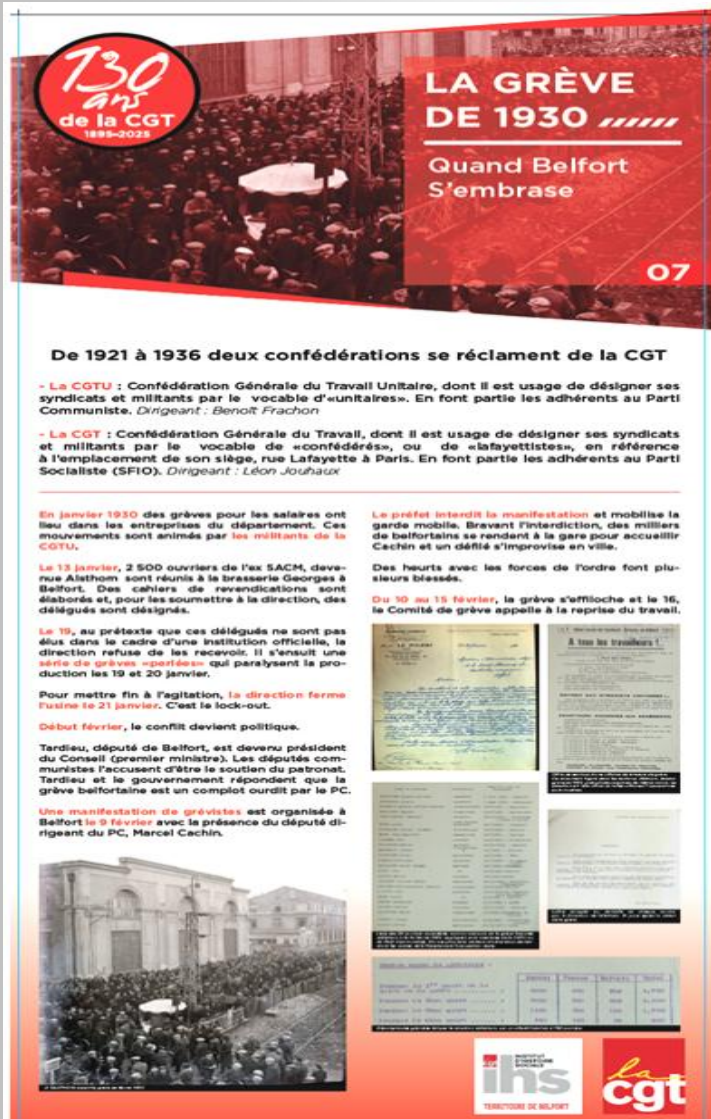 130
ans
de la CGT
1895-2025
LA GRÈVE
DE 1930
Quand Belfort
S'embrase
07
De 1921 à 1936 deux confédérations se réclament de la CGT
- La CGTU : Confédération Générale du Travail Unitaire, dont il est usage de désigner ses
syndicats et militants par le vocable d'«unitaires». En font partie les adhérents au Parti
Communiste. Dirigeant : Benoît Frachon
- La CGT : Confédération Générale du Travail, dont il est usage de désigner ses syndicats
et militants par le vocable de «confédérés», ou de «lafayettistes», en référence
à l'emplacement de son siège, rue Lafayette à Paris. En font partie les adhérents au Parti
Socialiste (SFIO). Dirigeant : Léon Jouhaux
En janvier 1930 des grèves pour les salaires ont
lieu dans les entreprises du département. Ces
mouvements sont animés par les militants de la
CGTU.
Le 13 janvier, 2 500 ouvriers de l'ex SACM, deve-
nue Alsthom sont réunis à la brasserie Georges à
Belfort. Des cahiers de revendications sont
élaborés et, pour les soumettre à la direction, des
délégués sont désignés.
Le 19, au prétexte que ces délégués ne sont pas
élus dans le cadre d'une institution officielle, la
direction refuse de les recevoir. Il s'ensuit une
série de grèves «perlées» qui paralysent la pro-
duction les 19 et 20 janvier.
Pour mettre fin à l'agitation, la direction ferme
l'usine le 21 janvier. C'est le lock-out.
Début février, le conflit devient politique.
Tardieu, député de Belfort, est devenu président
du Conseil (premier ministre). Les députés com-
munistes l'accusent d'être le soutien du patronat.
Tardieu et le gouvernement répondent que la
grève belfortaine est un complot ourdit par le PC.
Une manifestation de grévistes est organisée à
Belfort le 9 février avec la présence du député di-
rigeant du PC, Marcel Cachin.
Le préfet interdit la manifestation et mobilise la
garde mobile. Bravant l'interdiction, des milliers
de belfortains se rendent à la gare pour accueillir
Cachin et un défilé s'improvise en ville.
Des heurts avec les forces de l'ordre font plu-
sieurs blessés.
Du 10 au 15 février, la grève s'effiloche et le 16,
le Comité de grève appelle à la reprise du travail.
A tous les travailleurs !
INSTITUT
D'HISTOIRE
SOCIALE
cgt
ihs
TERRITOIRE DE BELFORT
la
cgt